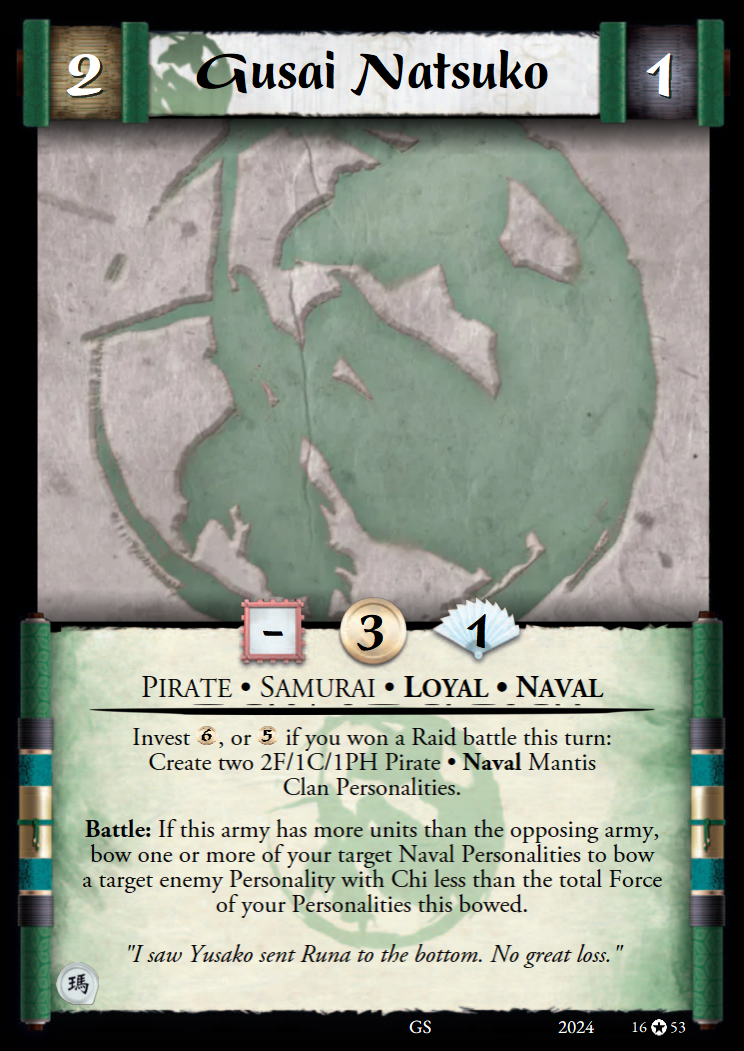 2 Gusai Natsuko 1
- 3 1
PIRATE • SAMURAI • LOYAL • NAVAL
Invest 6, or 5 if you won a Raid battle this turn:
Create two 2F/1C/1PH Pirate • Naval Mantis
Clan Personalities.
Battle: If this army has more units than the opposing army,
bow one or more of your target Naval Personalities to bow
a target enemy Personality with Chi less than the total Force
of your Personalities this bowed.
"I saw Yusako sent Runa to the bottom. No great loss."
瑪
GS 2024 16 ✪ 53